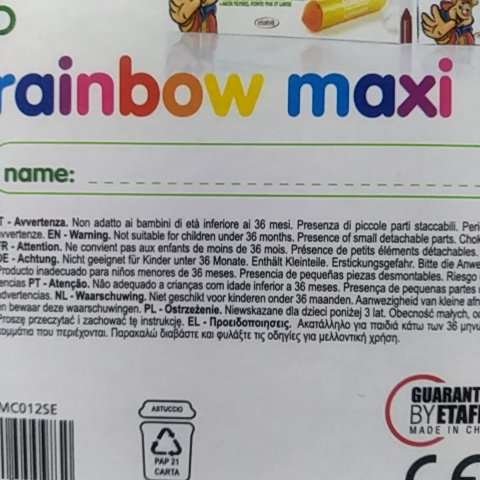 rainbow maxi
name:
IT - Avvertenza. Non adatto ai bambini di età inferiore ai 36 mesi. Presenza di piccole parti staccabili.
avvertenze. EN - Warning. Not suitable for children under 36 months. Presence of small detachable parts.
FR - Attention. Ne convient pas aux enfants de moins de 36 mois. Présence de petits éléments détachables.
DE - Achtung. Nicht geeignet für Kinder unter 36 Monate. Enthält Kleinteile. Erstickungsgefahr. Bitte die
Producto inadecuado para niños menores de 36 meses. Presencia de pequeñas piezas desmontables. Riesgo
encias PT - Atenção. Não adequado a crianças com idade inferior a 36 meses. Presença de pequenas partes
advertencias. NL - Waarschuwing. Niet geschikt voor kinderen onder 36 maanden. Aanwezigheid van kleine
en bewaar deze waarschuwingen. PL - Ostrzeżenie. Niewskazane dla dzieci poniżej 3 lat. Obecność małych,
Proszę przeczytać i zachować tę instrukcję. EL - Προειδοποιησεις. Ακατάλληλο για παιδιά κάτω των 36
κομμάτια που περιέχονται. Παρακαλώ διαβάστε και φυλάξτε τις οδηγίες για μελλοντική χρήση.
MC012SE
ASTUCCIO
PAP 21
CARTA
GUARANT
BY ETAF
MADE IN CH
CE